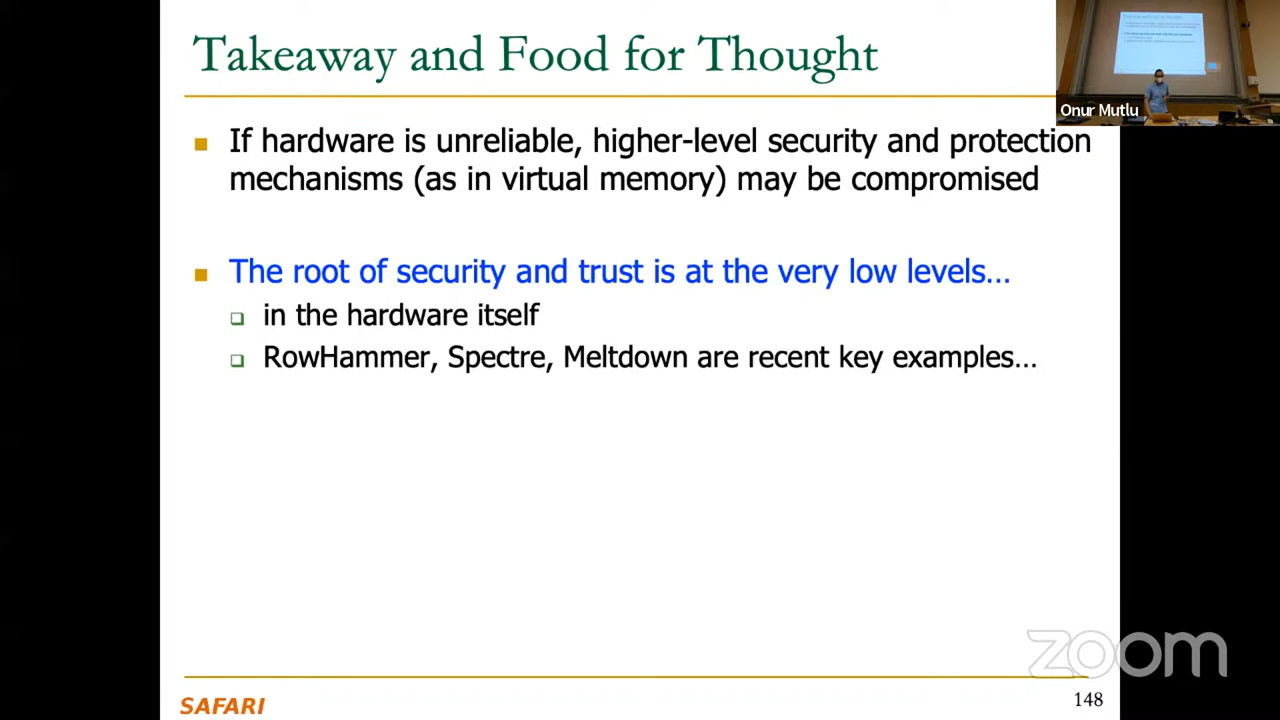 Takeaway and Food for Thought
Onur Mutlu
If hardware is unreliable, higher-level security and protection
mechanisms (as in virtual memory) may be compromised
The root of security and trust is at the very low levels…
in the hardware itself
RowHammer, Spectre, Meltdown are recent key examples…
zoom
SAFARI
148